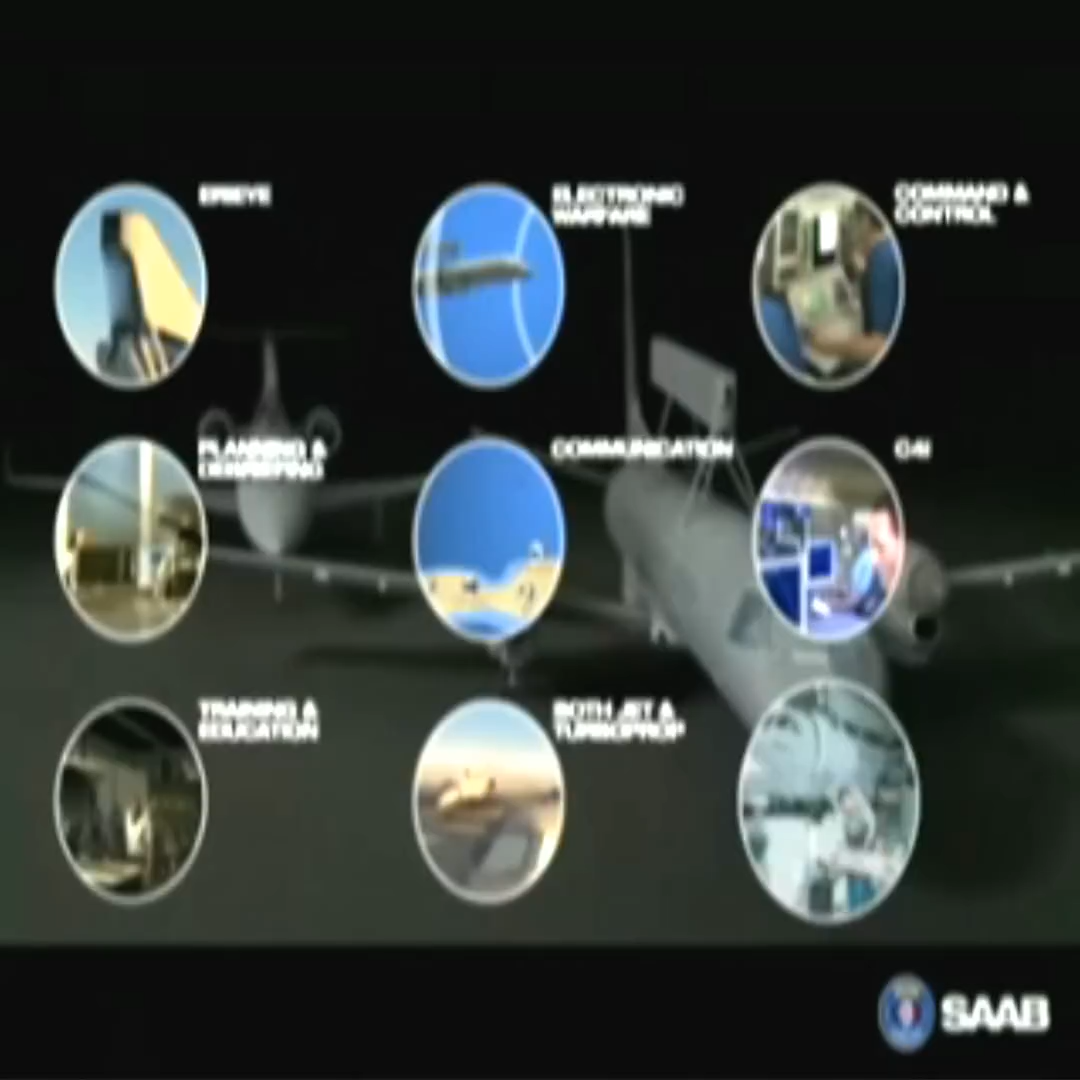 ERIEYE
ELECTRONIC
WARFARE
COMMAND &
CONTROL
PLANNING &
DEBRIEFING
COMMUNICATION
C4I
TRAINING &
EDUCATION
BOTH JET &
TURBOPROP
SAAB